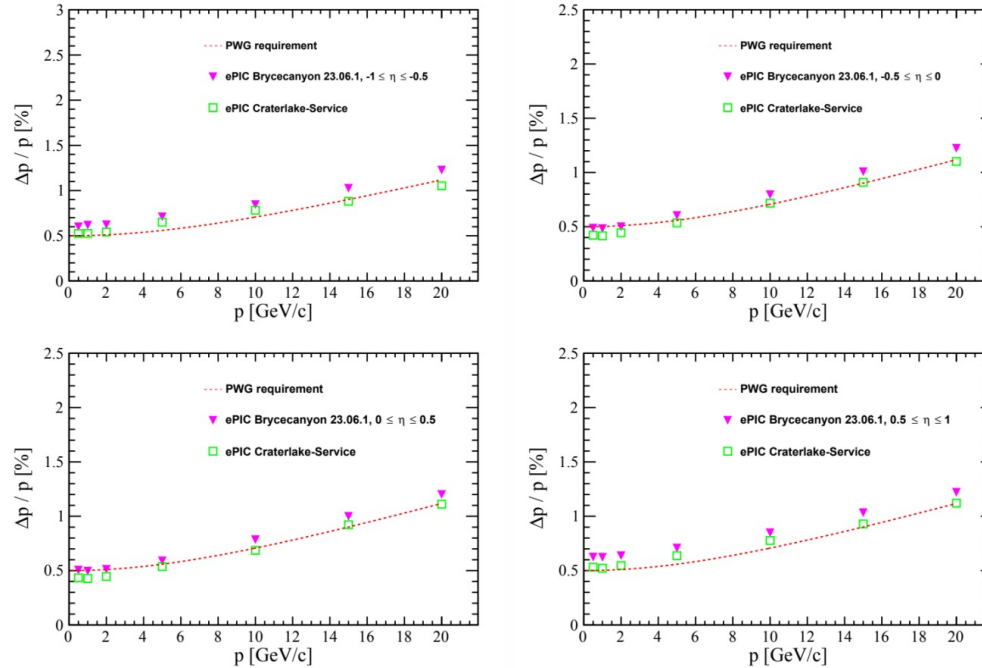 3
2.5
2
1.5
1
0.5
0
Δp / p [%]
PWG requirement
ePIC Brycecanyon 23.06.1, -1 ≤ η ≤ -0.5
ePIC Craterlake-Service
0 2 4 6 8 10 12 14 16 18 20
p [GeV/c]
2.5
2
1.5
1
0.5
0
Δp / p [%]
PWG requirement
ePIC Brycecanyon 23.06.1, -0.5 ≤ η ≤ 0
ePIC Craterlake-Service
0 2 4 6 8 10 12 14 16 18 20
p [GeV/c]
2.5
2
1.5
1
0.5
0
Δp / p [%]
PWG requirement
ePIC Brycecanyon 23.06.1, 0 ≤ η ≤ 0.5
ePIC Craterlake-Service
0 2 4 6 8 10 12 14 16 18 20
p [GeV/c]
2.5
2
1.5
1
0.5
0
Δp / p [%]
PWG requirement
ePIC Brycecanyon 23.06.1, 0.5 ≤ η ≤ 1
ePIC Craterlake-Service
0 2 4 6 8 10 12 14 16 18 20
p [GeV/c]